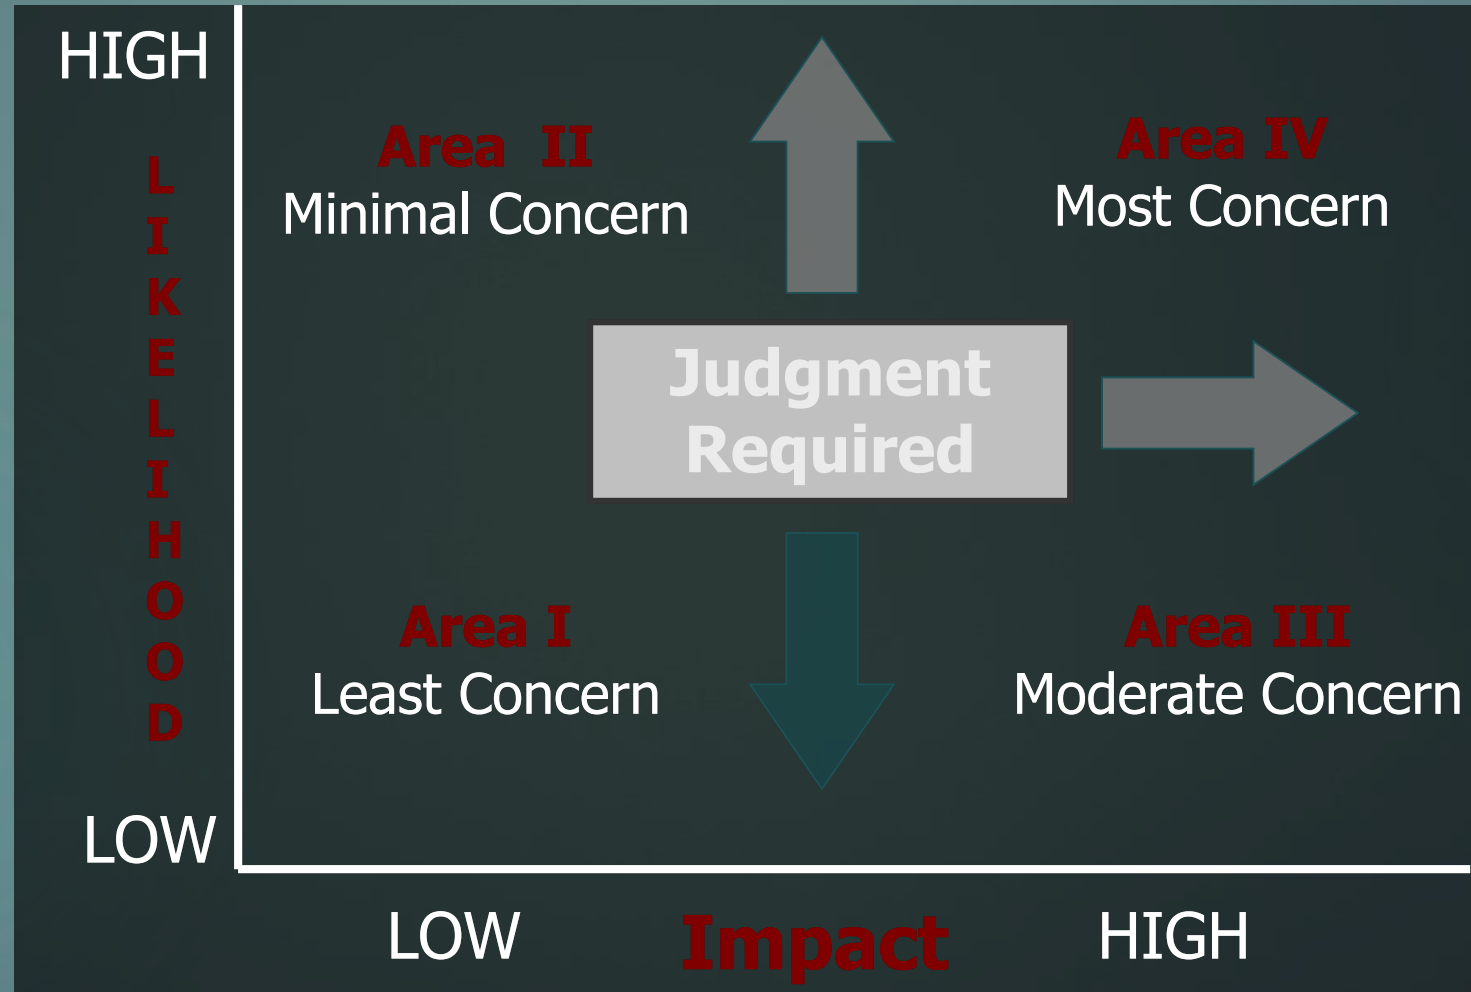 HIGH
LIKELIHOOD
LOW
Area II
Minimal Concern
Area IV
Most Concern
Judgment
Required
Area I
Least Concern
Area III
Moderate Concern
LOW
Impact
HIGH